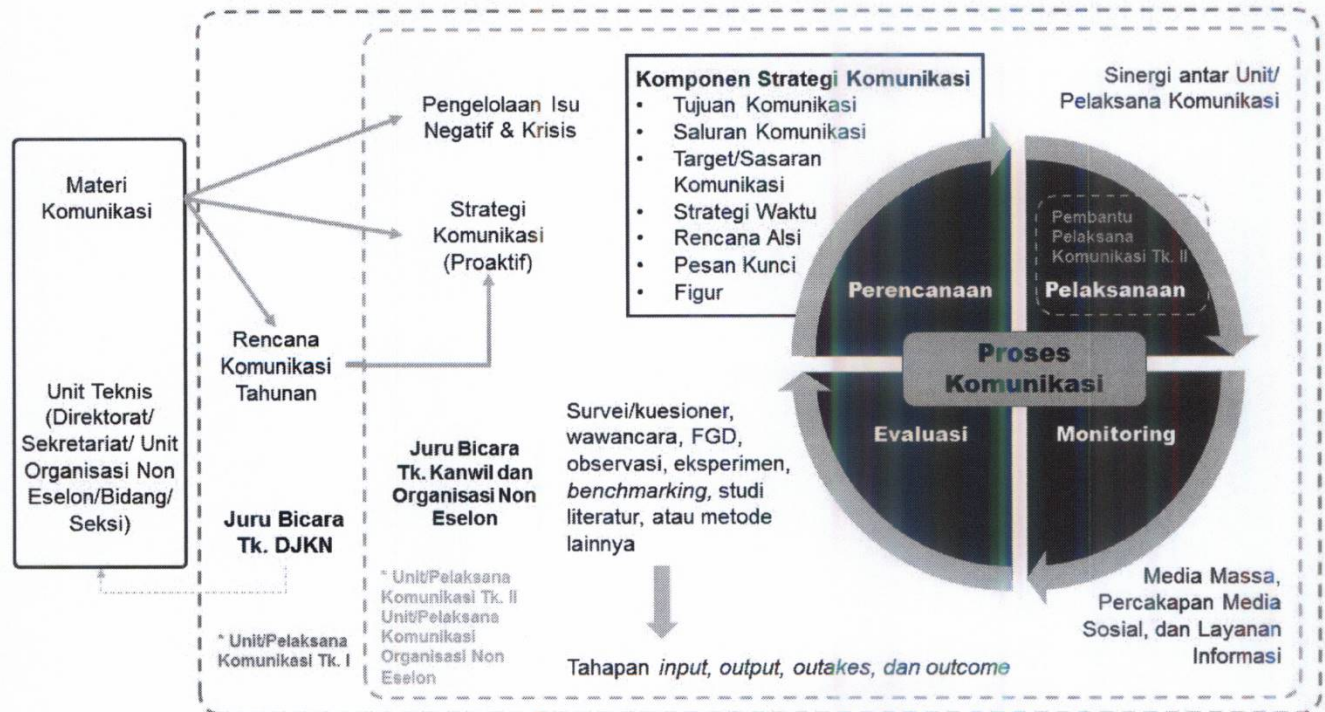 Materi
Komunikasi
Unit Teknis
(Direktorat/
Sekretariat/ Unit
Organisasi Non
Eselon/Bidang/
Seksi)
Pengelolaan Isu
Negatif & Krisis
Strategi
Komunikasi
(Proaktif)
Rencana
Komunikasi
Tahunan
Juru Bicara
Tk. DJKN
* Unit/Pelaksana
Komunikasi Tk. I
Juru Bicara
Tk. Kanwil dan
Organisasi Non
Eselon
* Unit/Pelaksana
Komunikasi Tk. II
Unit/Pelaksana
Komunikasi
Organisasi Non
Eselon
Komponen Strategi Komunikasi
• Tujuan Komunikasi
• Saluran Komunikasi
• Target/Sasaran
Komunikasi
• Strategi Waktu
• Rencana Alsi
• Pesan Kunci
• Figur
Sinergi antar Unit/
Pelaksana Komunikasi
Perencanaan
Pembantu
Pelaksana
Komunikasi Tk. II
Pelaksanaan
Proses
Komunikasi
Evaluasi
Monitoring
Survei/kuesioner,
wawancara, FGD,
observasi, eksperimen,
benchmarking, studi
literatur, atau metode
lainnya
Tahapan input, output, outakes, dan outcome
Media Massa,
Percakapan Media
Sosial, dan Layanan
Informasi